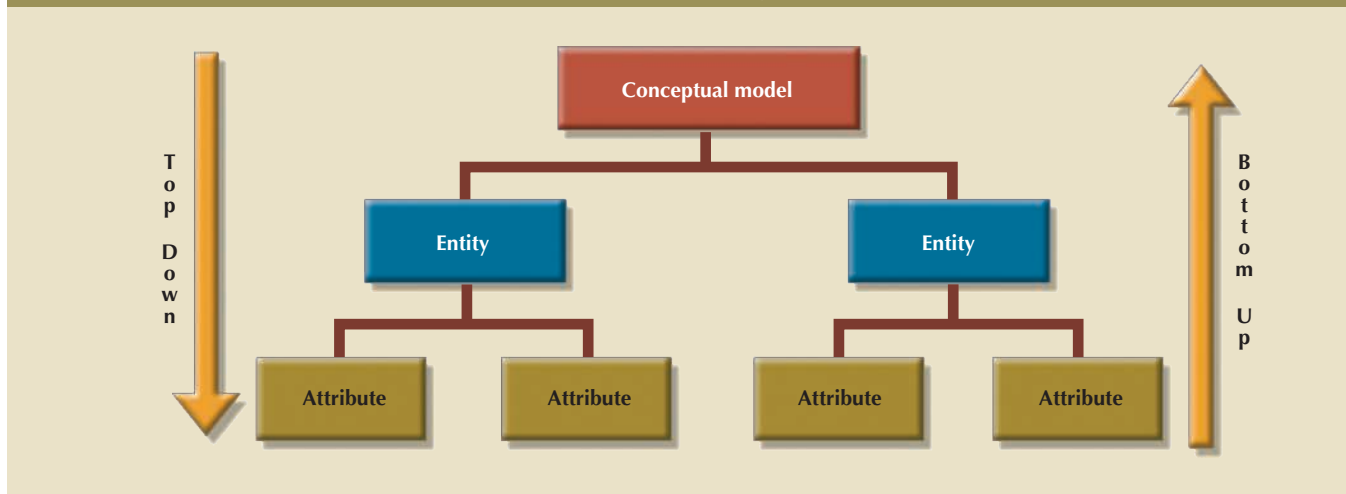 Conceptual model
Top Down
Bottom Up
Entity
Entity
Attribute
Attribute
Attribute
Attribute